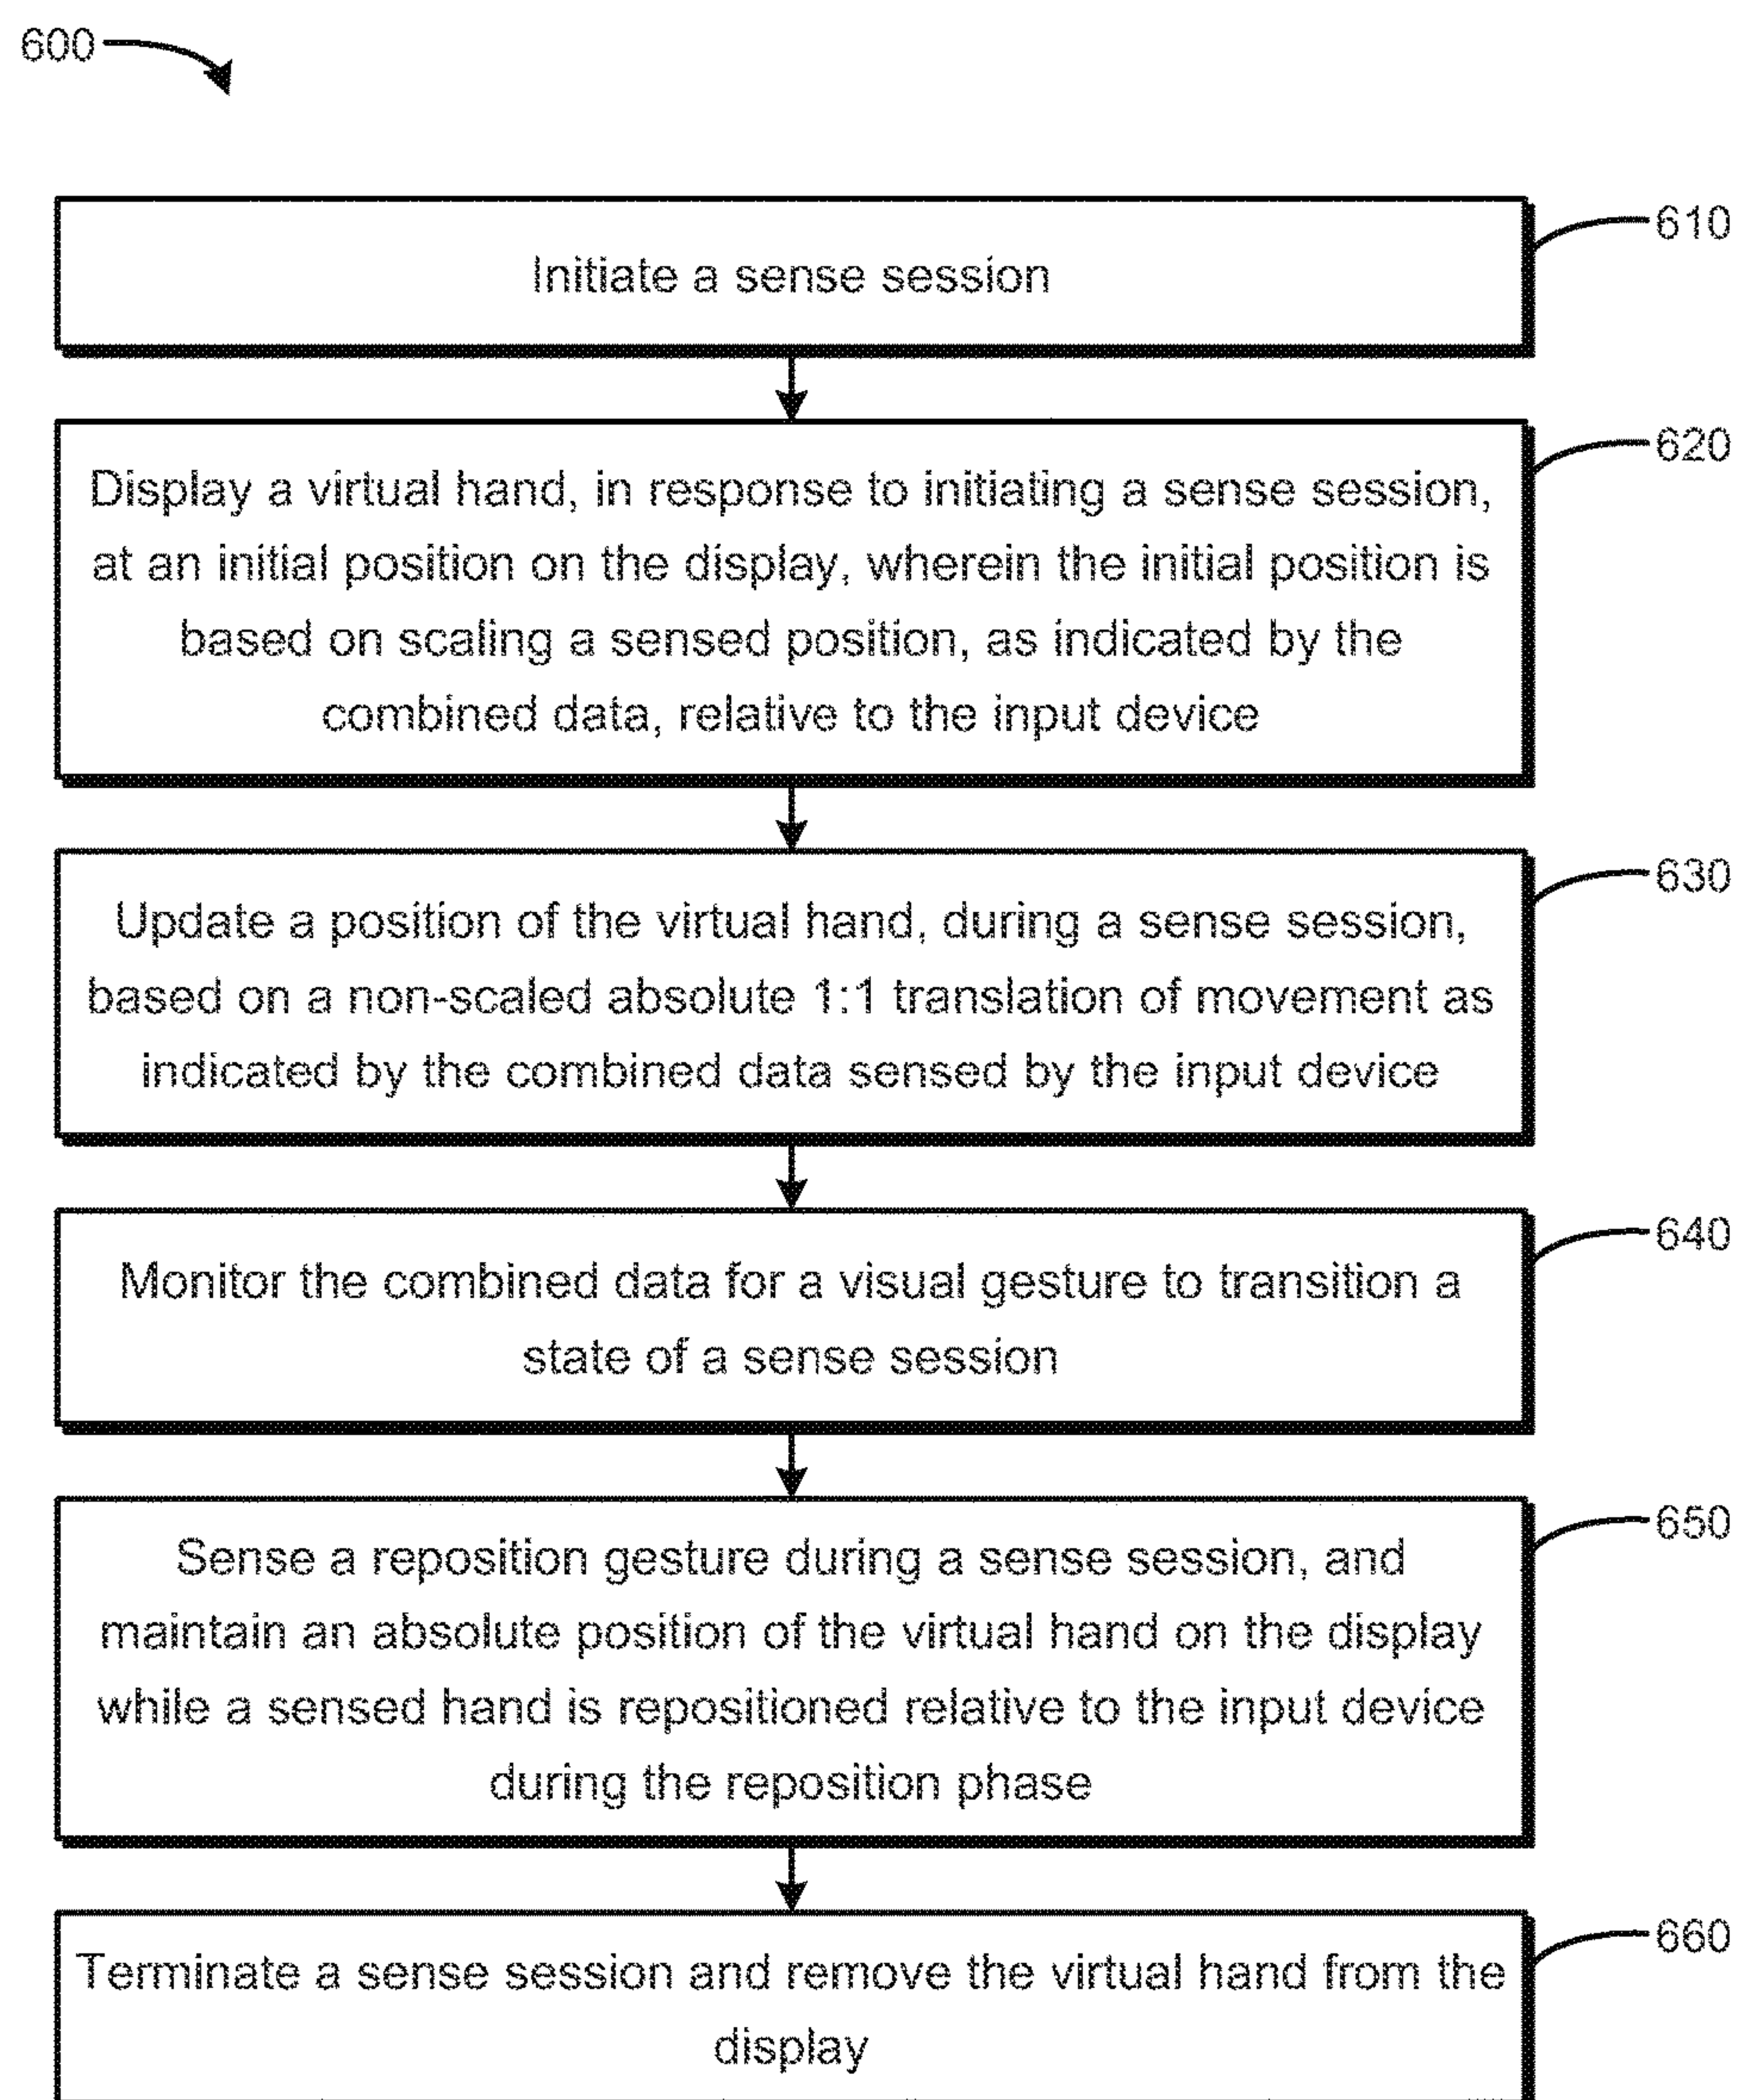 600
610
Initiate a sense session
620
Display a virtual hand, in response to initiating a sense session,
at an initial position on the display, wherein the initial position is
based on scaling a sensed position, as indicated by the
combined data, relative to the input device
630
Update a position of the virtual hand, during a sense session,
based on a non-scaled absolute 1:1 translation of movement as
indicated by the combined data sensed by the input device
640
Monitor the combined data for a visual gesture to transition a
state of a sense session
650
Sense a reposition gesture during a sense session, and
maintain an absolute position of the virtual hand on the display
while a sensed hand is repositioned relative to the input device
during the reposition phase
660
Terminate a sense session and remove the virtual hand from the
display